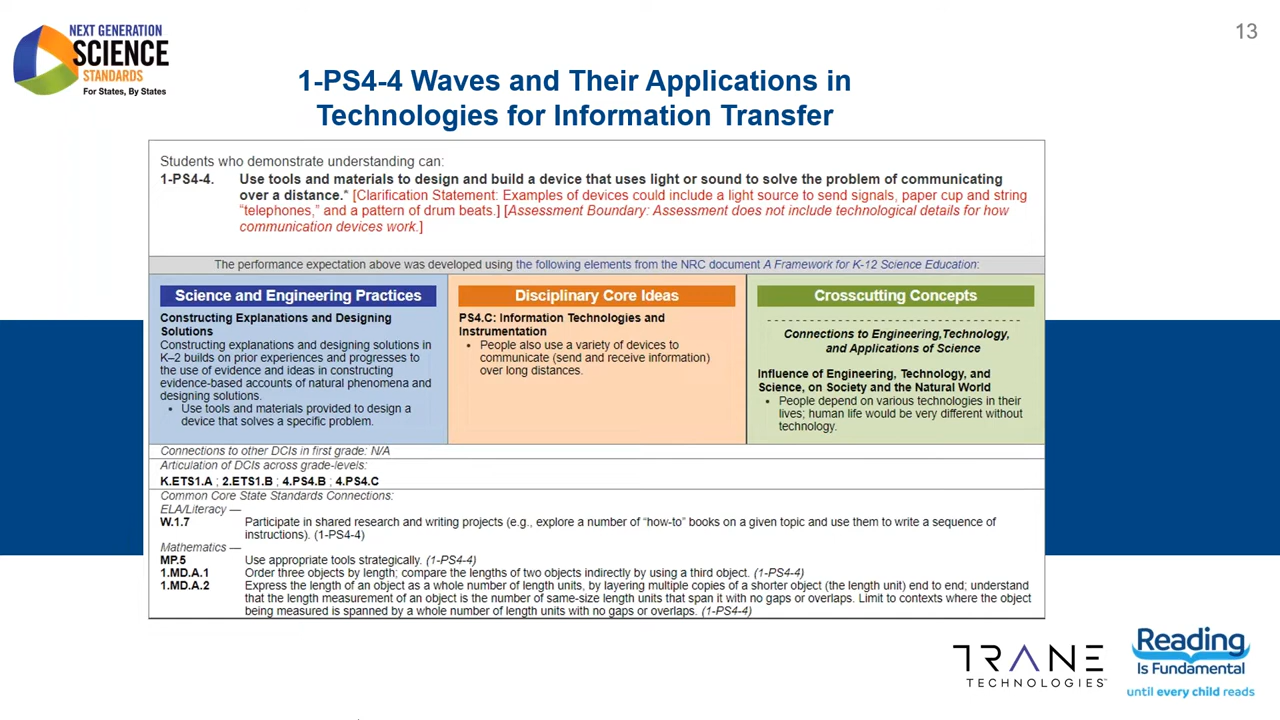 NEXT GENERATION
SCIENCE
STANDARDS
For States, By States
13
1-PS4-4 Waves and Their Applications in
Technologies for Information Transfer
Students who demonstrate understanding can:
1-PS4-4. Use tools and materials to design and build a device that uses light or sound to solve the problem of communicating
over a distance.* [Clarification Statement: Examples of devices could include a light source to send signals, paper cup and string
“telephones,” and a pattern of drum beats.] [Assessment Boundary: Assessment does not include technological details for how
communication devices work.]
The performance expectation above was developed using the following elements from the NRC document A Framework for K-12 Science Education:
Science and Engineering Practices
Constructing Explanations and Designing
Solutions
Constructing explanations and designing solutions in
K–2 builds on prior experiences and progresses to
the use of evidence and ideas in constructing
evidence-based accounts of natural phenomena and
designing solutions.
• Use tools and materials provided to design a
device that solves a specific problem.
Disciplinary Core Ideas
PS4.C: Information Technologies and
Instrumentation
• People also use a variety of devices to
communicate (send and receive information)
over long distances.
Crosscutting Concepts
Connections to Engineering,Technology,
and Applications of Science
Influence of Engineering, Technology, and
Science, on Society and the Natural World
• People depend on various technologies in their
lives; human life would be very different without
technology.
Connections to other DCIs in first grade: N/A
Articulation of DCIs across grade-levels:
K.ETS1.A ; 2.ETS1.B ; 4.PS4.B ; 4.PS4.C
Common Core State Standards Connections:
ELA/Literacy —
W.1.7 Participate in shared research and writing projects (e.g., explore a number of “how-to” books on a given topic and use them to write a sequence of
instructions). (1-PS4-4)
Mathematics —
MP.5 Use appropriate tools strategically. (1-PS4-4)
1.MD.A.1 Order three objects by length; compare the lengths of two objects indirectly by using a third object. (1-PS4-4)
1.MD.A.2 Express the length of an object as a whole number of length units, by layering multiple copies of a shorter object (the length unit) end to end; understand
that the length measurement of an object is the number of same-size length units that span it with no gaps or overlaps. Limit to contexts where the object
being measured is spanned by a whole number of length units with no gaps or overlaps. (1-PS4-4)
TRANE
TECHNOLOGIES™
Reading
Is Fundamental
until every child reads